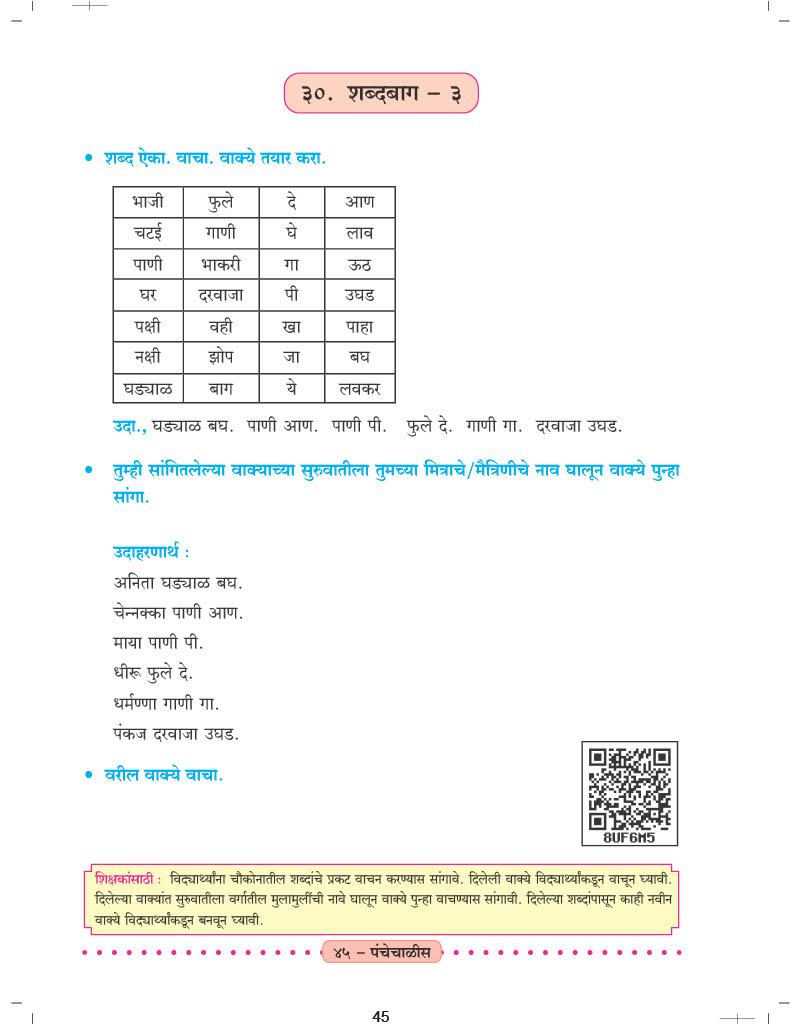 ३०. शब्दबाग – ३
• शब्द ऐका. वाचा. वाक्ये तयार करा.
भाजी फुले दे आण
चटई गाणी घे लाव
पाणी भाकरी गा ऊठ
घर दरवाजा पी उघड
पक्षी वही खा पाहा
नक्षी झोप जा बघ
घड्याळ बाग ये लवकर
उदा., घड्याळ बघ. पाणी आण. पाणी पी. फुले दे. गाणी गा. दरवाजा उघड.
• तुम्ही सांगितलेल्या वाक्याच्या सुरुवातीला तुमच्या मित्राचे/मैत्रिणीचे नाव घालून वाक्ये पुन्हा
सांगा.
उदाहरणार्थ :
अनिता घड्याळ बघ.
चेन्नक्का पाणी आण.
माया पाणी पी.
धीरू फुले दे.
धर्मण्णा गाणी गा.
पंकज दरवाजा उघड.
• वरील वाक्ये वाचा.
8UF6M5
शिक्षकांसाठी : विद्यार्थ्यांना चौकोनातील शब्दांचे प्रकट वाचन करण्यास सांगावे. दिलेली वाक्ये विद्यार्थ्यांकडून वाचून घ्यावी.
दिलेल्या वाक्यांत सुरुवातीला वर्गातील मुलामुलींची नावे घालून वाक्ये पुन्हा वाचण्यास सांगावी. दिलेल्या शब्दांपासून काही नवीन
वाक्ये विद्यार्थ्यांकडून बनवून घ्यावी.
४५ – पंचेचाळीस
45